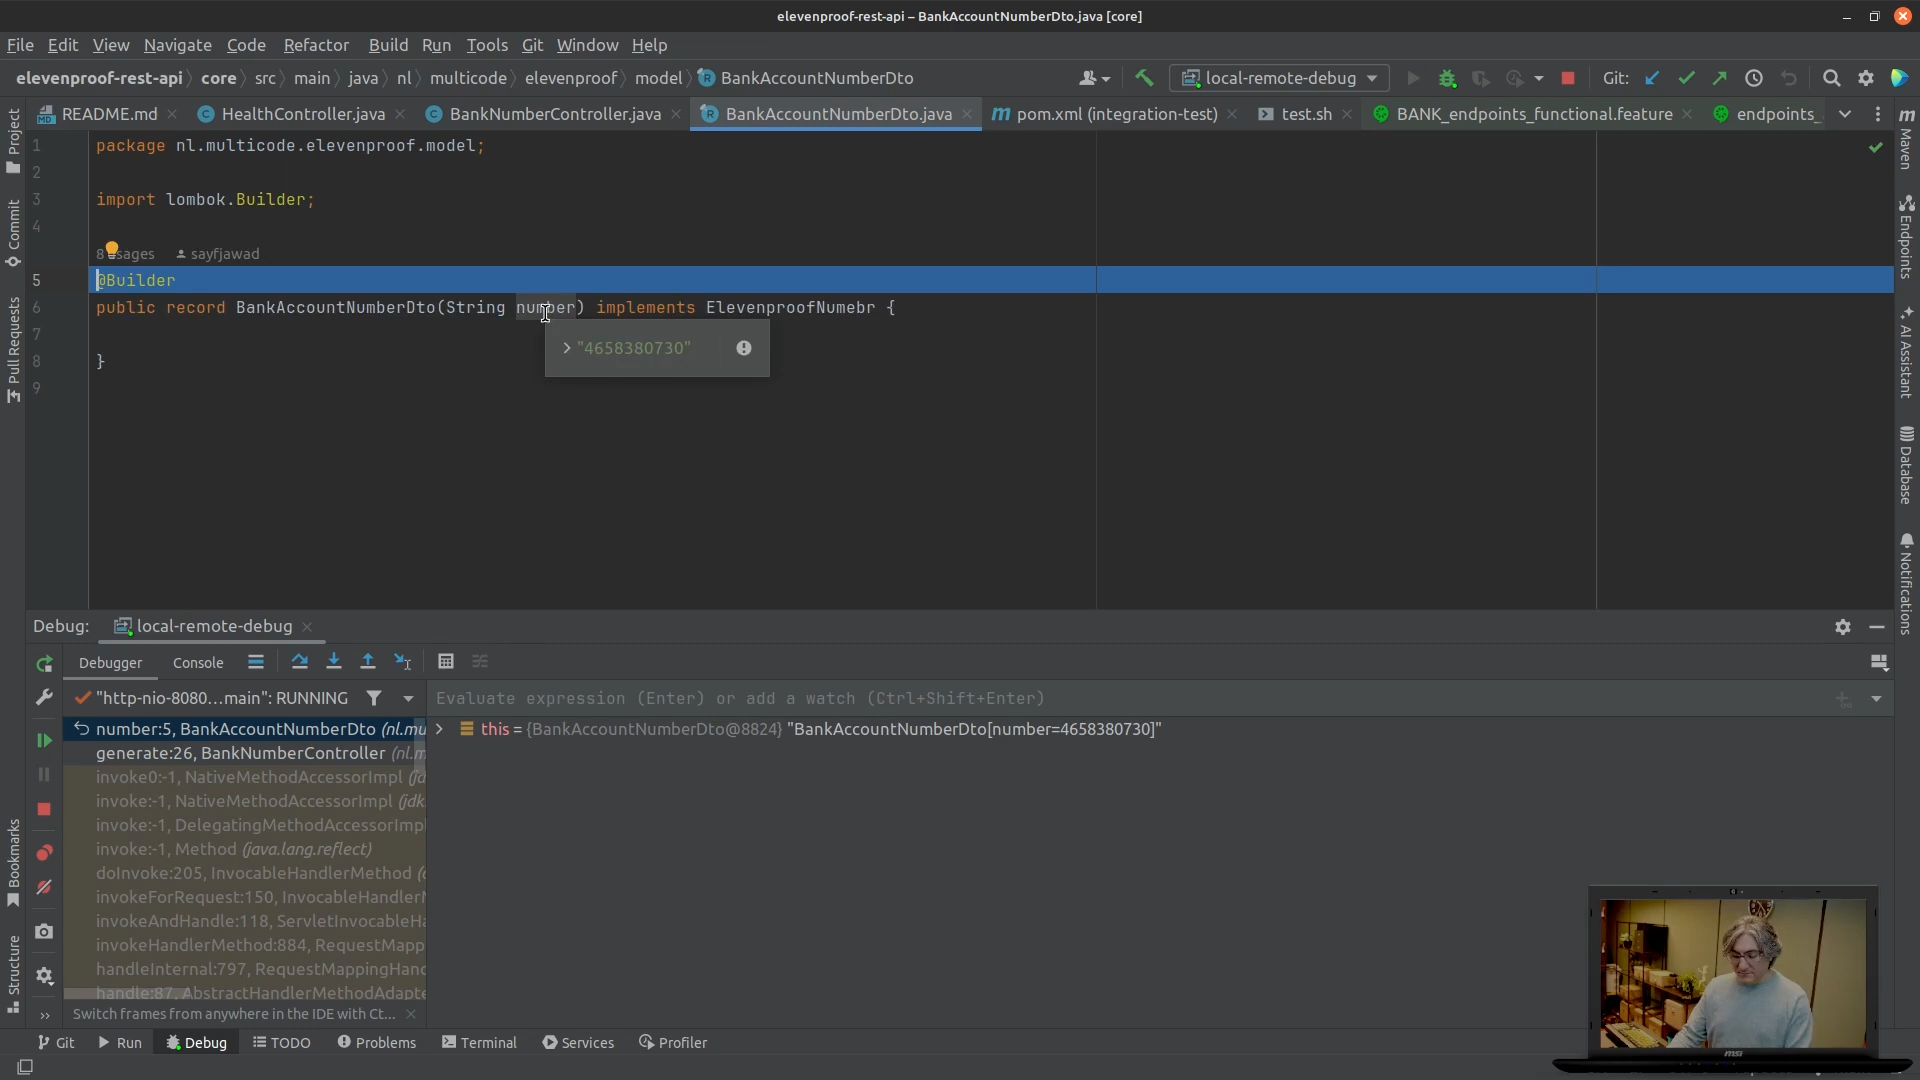 elevenproof-rest-api – BankAccountNumberDto.java [core]
File Edit View Navigate Code Refactor Build Run Tools Git Window Help
elevenproof-rest-api core src main java nl multicode elevenproof model BankAccountNumberDto
local-remote-debug
Git:
README.md HealthController.java BankNumberController.java BankAccountNumberDto.java pom.xml (integration-test) test.sh BANK_endpoints_functional.feature endpoints_
Project
Commit
Pull Requests
Bookmarks
Structure
Maven
Endpoints
AI Assistant
Database
Notifications
1 package nl.multicode.elevenproof.model;
2
3 import lombok.Builder;
4
sayfjawad
5 @Builder
6 public record BankAccountNumberDto(String number) implements ElevenproofNumebr {
7
"4658380730"
8 }
9
Debug: local-remote-debug
Debugger Console
"http-nio-8080...main": RUNNING
Evaluate expression (Enter) or add a watch (Ctrl+Shift+Enter)
number:5, BankAccountNumberDto (nl.mu
this = {BankAccountNumberDto@8824} "BankAccountNumberDto[number=4658380730]"
generate:26, BankNumberController (nl.m
invoke0:-1, NativeMethodAccessorImpl (jd
invoke:-1, NativeMethodAccessorImpl (jdk
invoke:-1, DelegatingMethodAccessorImpl
invoke:-1, Method (java.lang.reflect)
doInvoke:205, InvocableHandlerMethod
invokeForRequest:150, InvocableHandlerM
invokeAndHandle:118, ServletInvocableHa
invokeHandlerMethod:884, RequestMapp
handleInternal:797, RequestMappingHand
handle:87, AbstractHandlerMethodAdapte
Switch frames from anywhere in the IDE with Ct...
Git Run Debug TODO Problems Terminal Services Profiler
msi